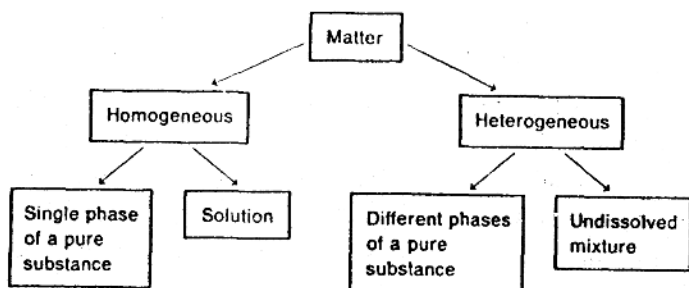 Matter
Homogeneous
Heterogeneous
Single phase
of a pure
substance
Solution
Different phases
of a pure
substance
Undissolved
mixture